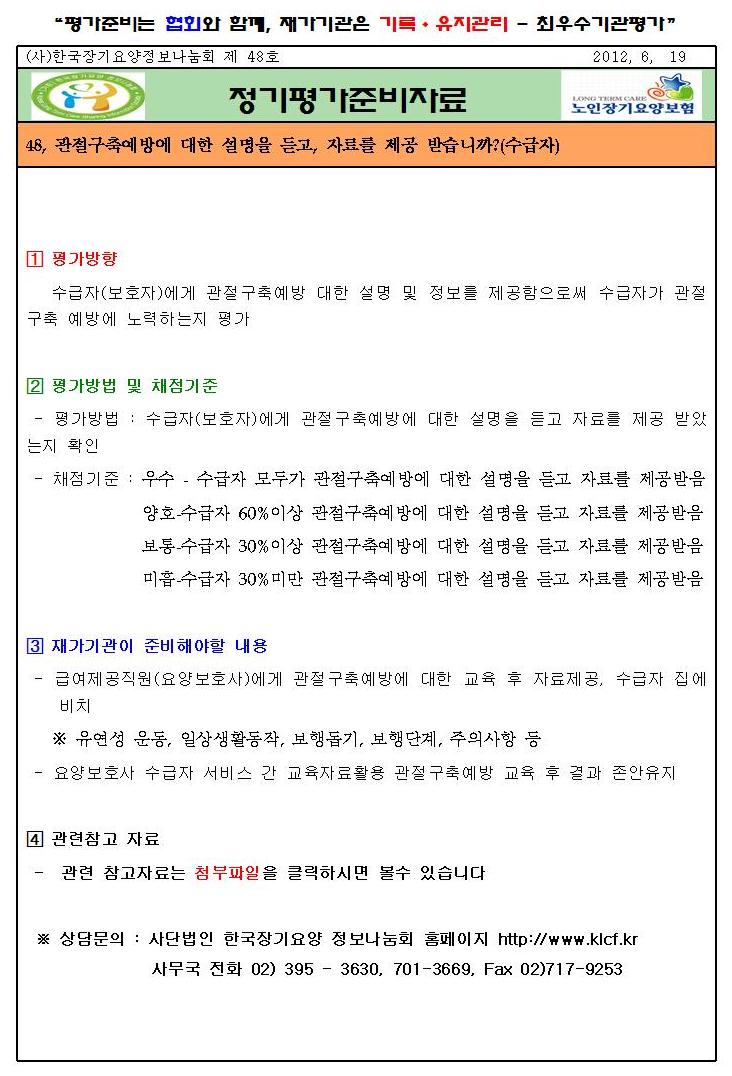 “평가준비는 협회와 함께, 재가기관은 기록·유지관리 - 최우수기관평가”
(사)한국장기요양정보나눔회 제 48호 2012, 6, 19
정기평가준비자료
LONG TERM CARE
노인장기요양보험
48, 관절구축예방에 대한 설명을 듣고, 자료를 제공 받습니까?(수급자)
1 평가방향
수급자(보호자)에게 관절구축예방 대한 설명 및 정보를 제공함으로써 수급자가 관절
구축 예방에 노력하는지 평가
2 평가방법 및 채점기준
- 평가방법 : 수급자(보호자)에게 관절구축예방에 대한 설명을 듣고 자료를 제공 받았
는지 확인
- 채점기준 : 우수 - 수급자 모두가 관절구축예방에 대한 설명을 듣고 자료를 제공받음
양호-수급자 60%이상 관절구축예방에 대한 설명을 듣고 자료를 제공받음
보통-수급자 30%이상 관절구축예방에 대한 설명을 듣고 자료를 제공받음
미흡-수급자 30%미만 관절구축예방에 대한 설명을 듣고 자료를 제공받음
3 재가기관이 준비해야할 내용
- 급여제공직원(요양보호사)에게 관절구축예방에 대한 교육 후 자료제공, 수급자 집에
비치
※ 유연성 운동, 일상생활동작, 보행돕기, 보행단계, 주의사항 등
- 요양보호사 수급자 서비스 간 교육자료활용 관절구축예방 교육 후 결과 존안유지
4 관련참고 자료
- 관련 참고자료는 첨부파일을 클릭하시면 볼수 있습니다
※ 상담문의 : 사단법인 한국장기요양 정보나눔회 홈페이지 http://www.klcf.kr
사무국 전화 02) 395 - 3630, 701-3669, Fax 02)717-9253